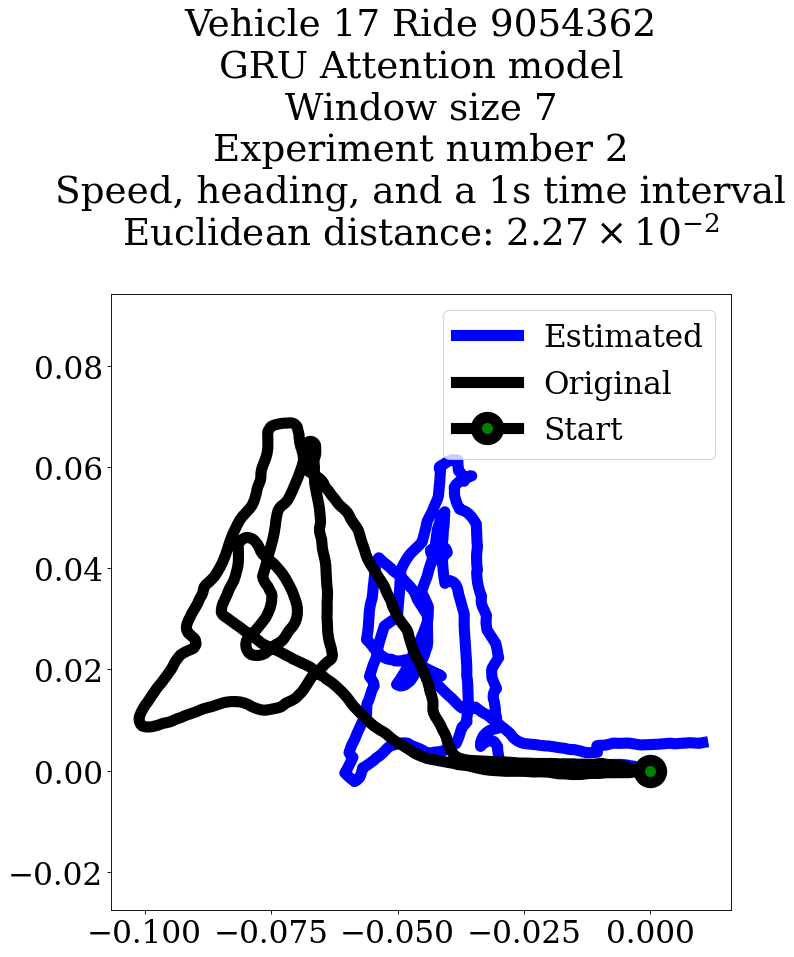 Vehicle 17 Ride 9054362
GRU Attention model
Window size 7
Experiment number 2
Speed, heading, and a 1s time interval
Euclidean distance: 2.27 × 10⁻²
Estimated
Original
Start
0.08
0.06
0.04
0.02
0.00
−0.02
−0.100 −0.075 −0.050 −0.025 0.000